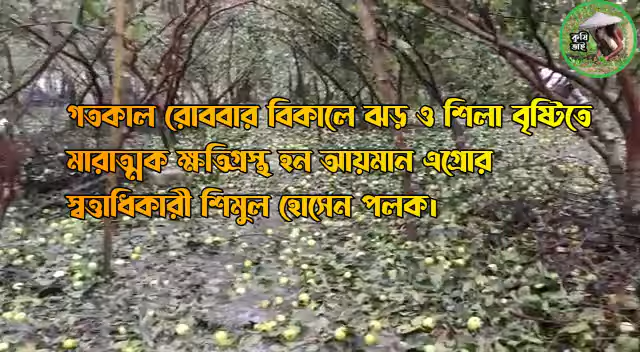 কৃষি
ভাই
গতকাল রোববার বিকালে ঝড় ও শিলা বৃষ্টিতে
মারাত্মক ক্ষতিগ্রস্থ হন আয়মান এগ্রোর
স্বত্তাধিকারী শিমুল হোসেন পলক।